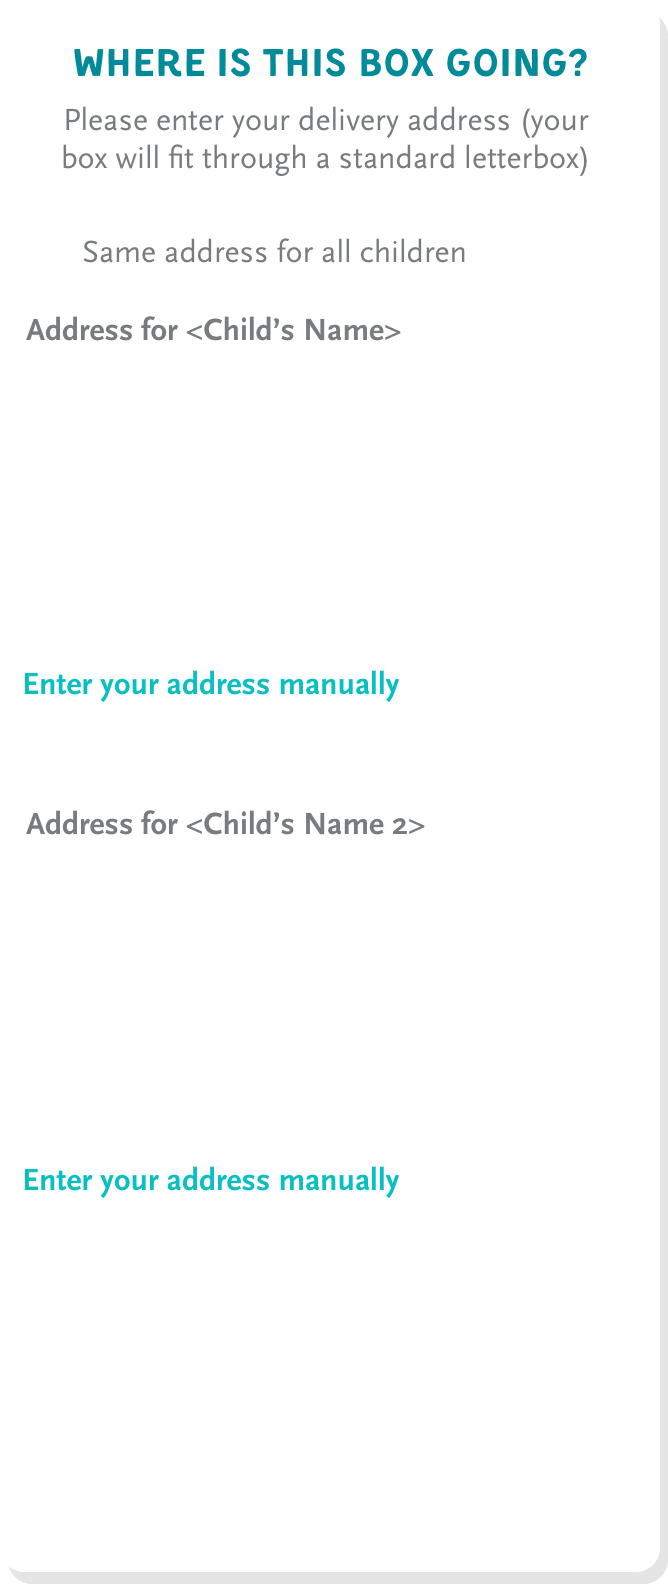 WHERE IS THIS BOX GOING?
Please enter your delivery address (your
box will fit through a standard letterbox)
Same address for all children
Address for <Child’s Name>
Enter your address manually
Address for <Child’s Name 2>
Enter your address manually